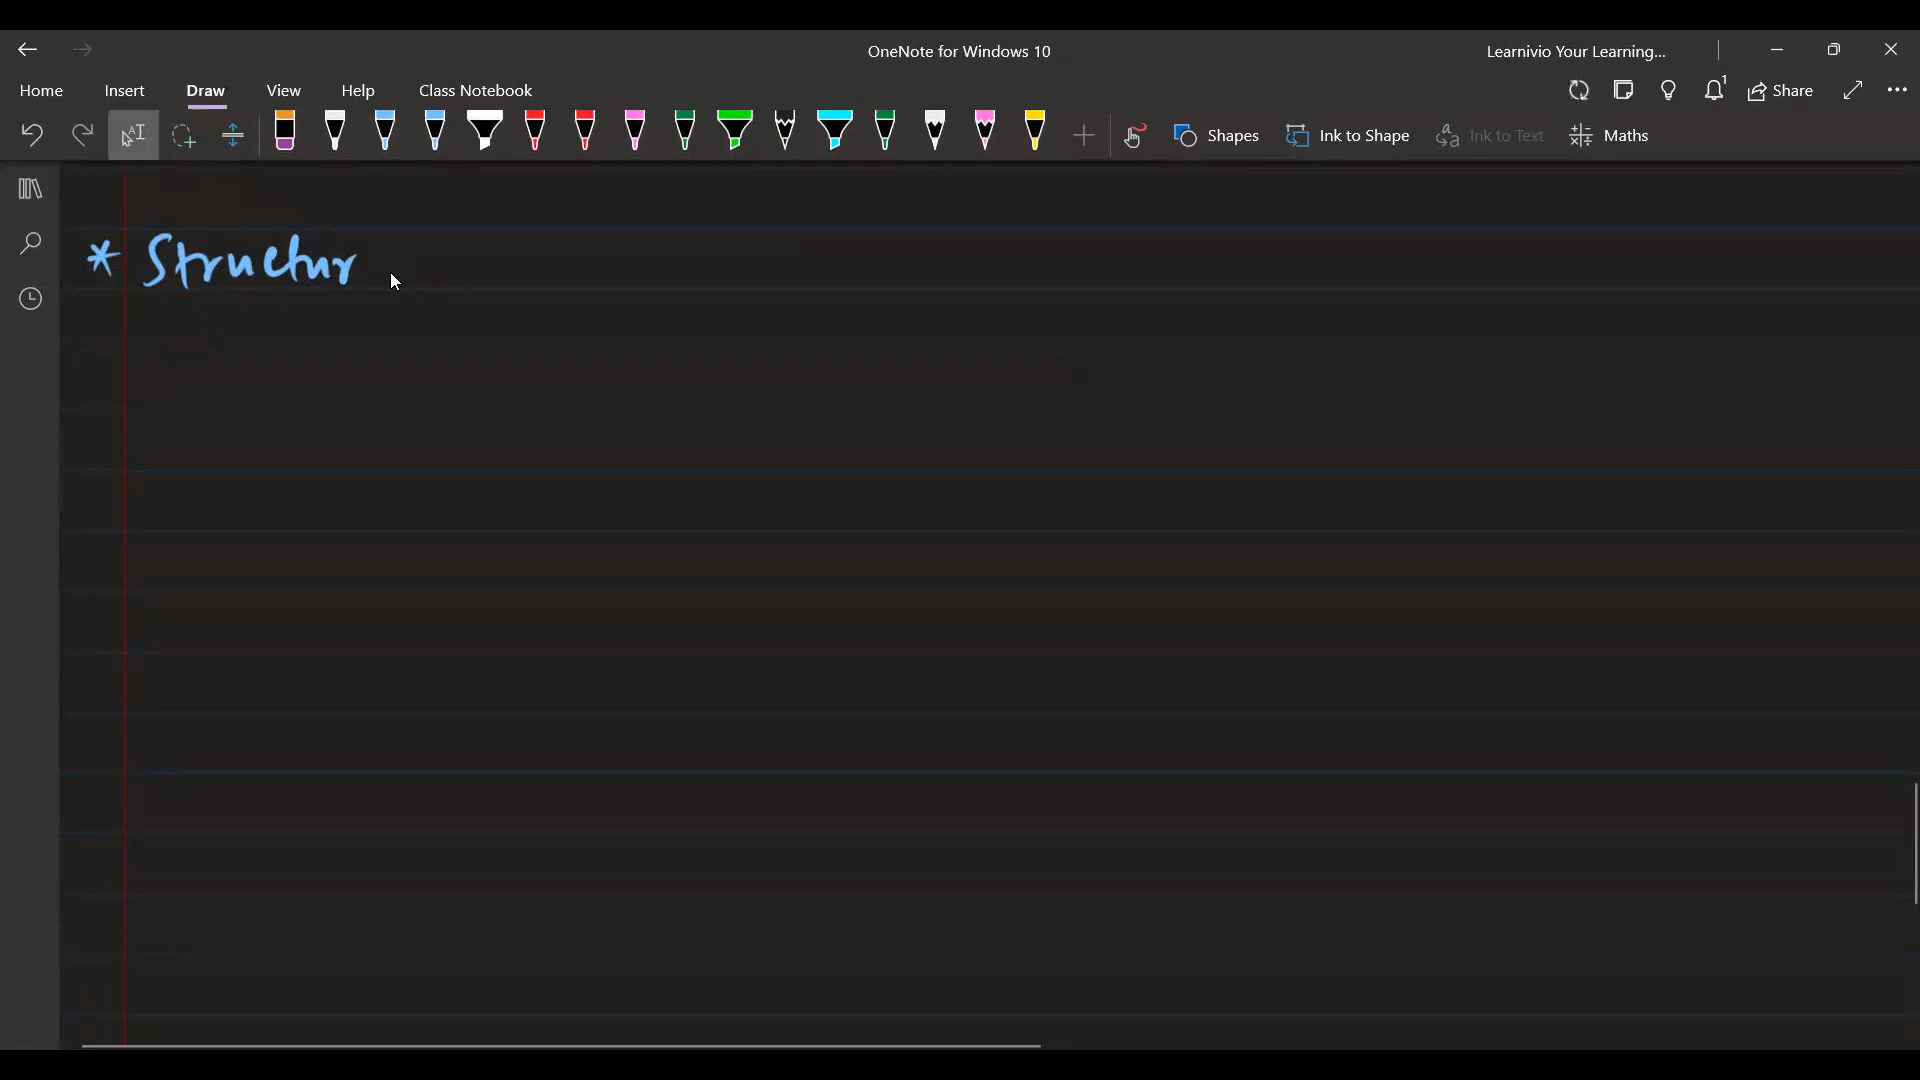 OneNote for Windows 10
Learnivio Your Learning...
Home Insert Draw View Help Class Notebook
1 Share
Shapes Ink to Shape Ink to Text Maths
* Structur